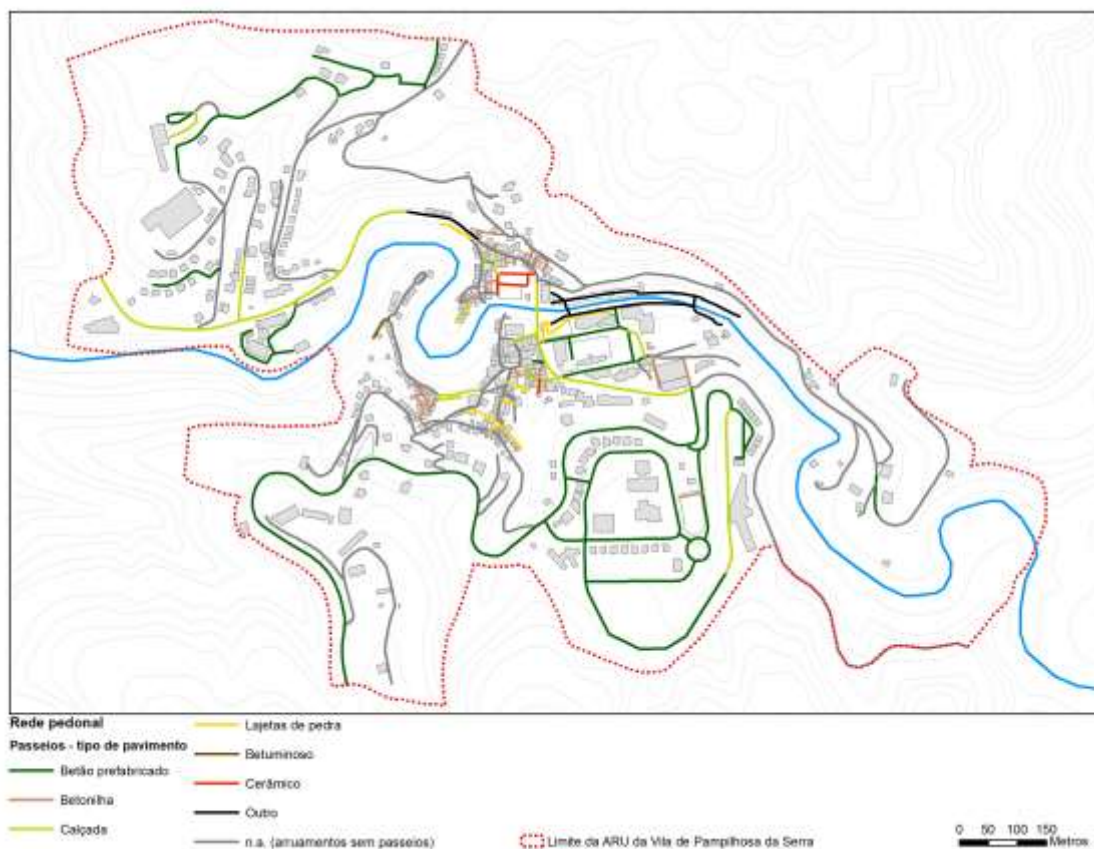 Rede pedonal
Passeios - tipo de pavimento
Betão prefabricado
Betonilha
Calçada
Lajetas de pedra
Betuminoso
Cerâmico
Outro
n.a. (arruamentos sem passeios)
Limite da ARU da Vila de Pampilhosa da Serra
0 50 100 150
Metros